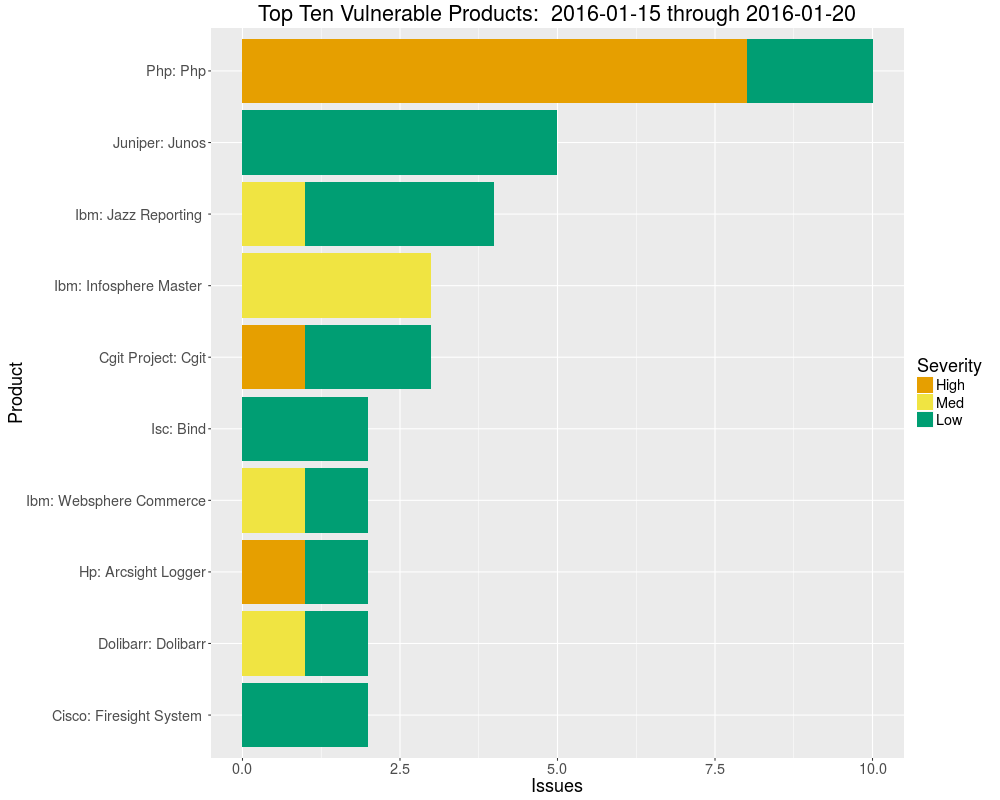 Top Ten Vulnerable Products:  2016-01-15 through 2016-01-20
Product
Php: Php
Juniper: Junos
Ibm: Jazz Reporting
Ibm: Infosphere Master
Cgit Project: Cgit
Isc: Bind
Ibm: Websphere Commerce
Hp: Arcsight Logger
Dolibarr: Dolibarr
Cisco: Firesight System
0.0 2.5 5.0 7.5 10.0
Issues
Severity
High
Med
Low